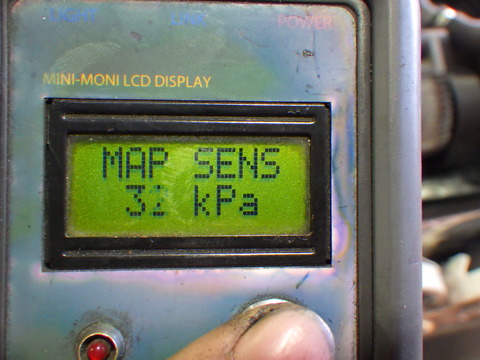 LIGHT LINK POWER
MINI-MONI LCD DISPLAY
MAP SENS
kPa